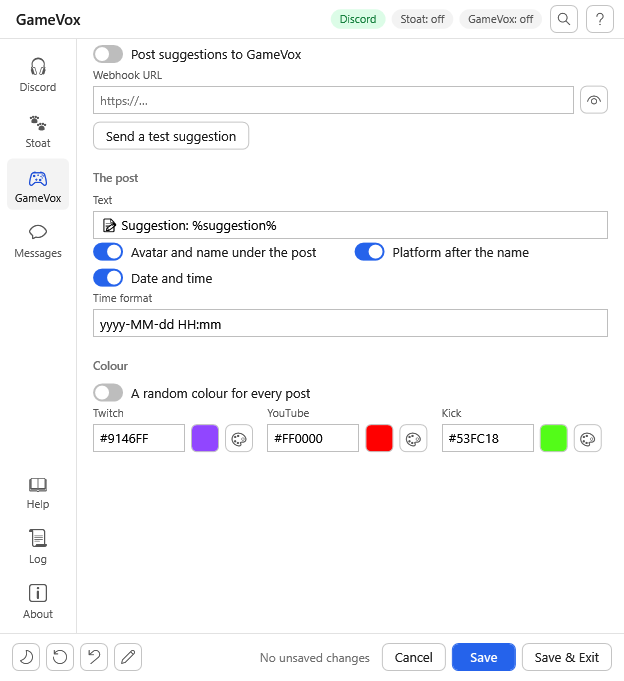 GameVox
Discord Stoat: off GameVox: off ?
Discord
Stoat
GameVox
Messages
Help
Log
About
Post suggestions to GameVox
Webhook URL
https://...
Send a test suggestion
The post
Text
📝 Suggestion: %suggestion%
Avatar and name under the post Platform after the name
Date and time
Time format
yyyy-MM-dd HH:mm
Colour
A random colour for every post
Twitch YouTube Kick
#9146FF #FF0000 #53FC18
No unsaved changes Cancel Save Save & Exit